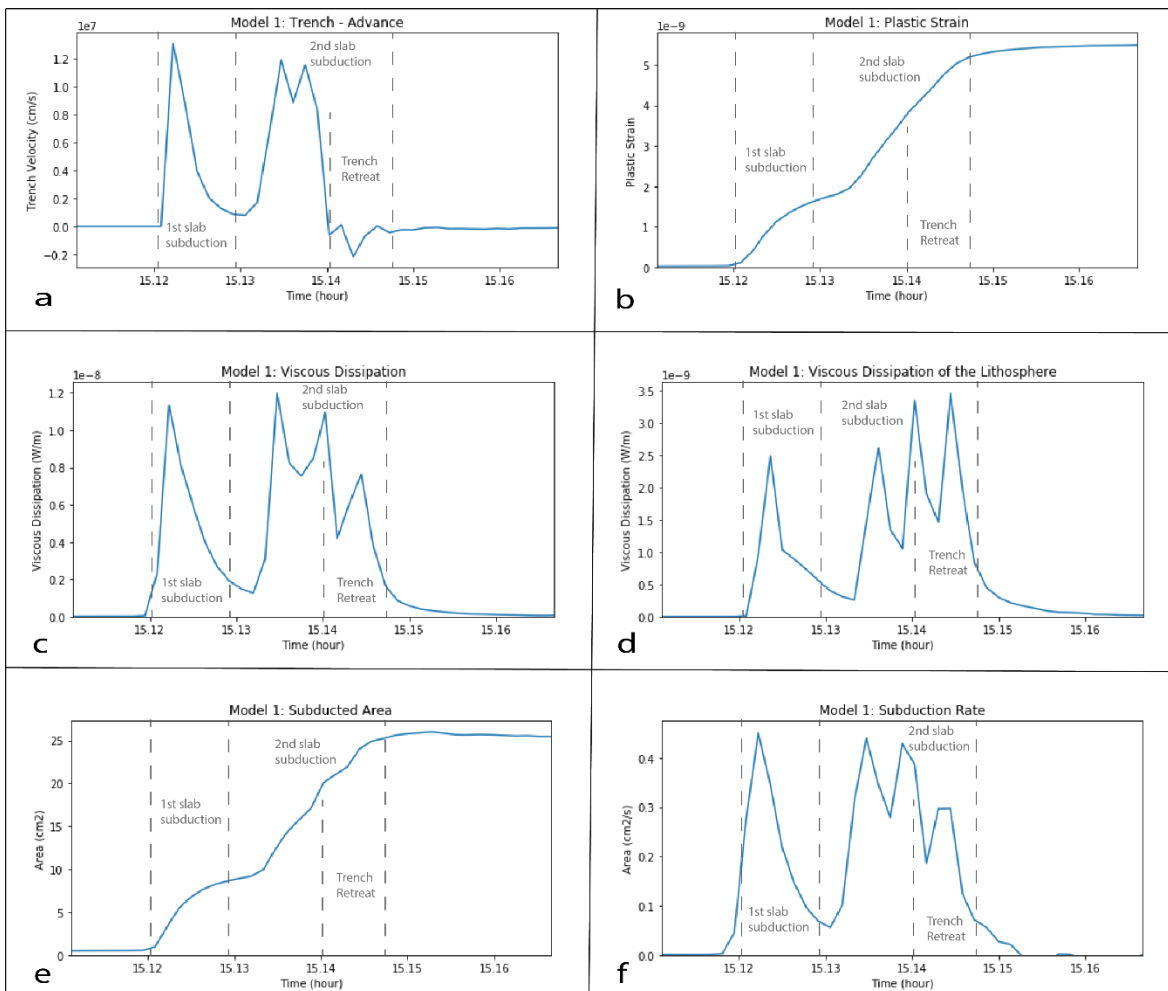 Model 1: Trench - Advance
1e7
2nd slab
subduction
1.2
1.0
0.8
0.6
0.4
0.2
0.0
−0.2
Trench Velocity (cm/s)
Trench
Retreat
1st slab
subduction
15.12
15.13
15.14
15.15
15.16
Time (hour)
a
Model 1: Plastic Strain
1e−9
2nd slab
subduction
5
4
3
2
1
0
Plastic Strain
1st slab
subduction
Trench
Retreat
15.12
15.13
15.14
15.15
15.16
Time (hour)
b
Model 1: Viscous Dissipation
1e−8
2nd slab
subduction
1.2
1.0
0.8
0.6
0.4
0.2
0.0
Viscous Dissipation (W/m)
1st slab
subduction
Trench
Retreat
15.12
15.13
15.14
15.15
15.16
Time (hour)
c
Model 1: Viscous Dissipation of the Lithosphere
1e−9
1st slab
subduction
2nd slab
subduction
3.5
3.0
2.5
2.0
1.5
1.0
0.5
0.0
Viscous Dissipation (W/m)
Trench
Retreat
15.12
15.13
15.14
15.15
15.16
Time (hour)
d
Model 1: Subducted Area
2nd slab
subduction
25
20
15
10
5
0
Area (cm2)
1st slab
subduction
Trench
Retreat
15.12
15.13
15.14
15.15
15.16
Time (hour)
e
Model 1: Subduction Rate
2nd slab
subduction
0.4
0.3
0.2
0.1
0.0
Area (cm2/s)
1st slab
subduction
Trench
Retreat
15.12
15.13
15.14
15.15
15.16
Time (hour)
f